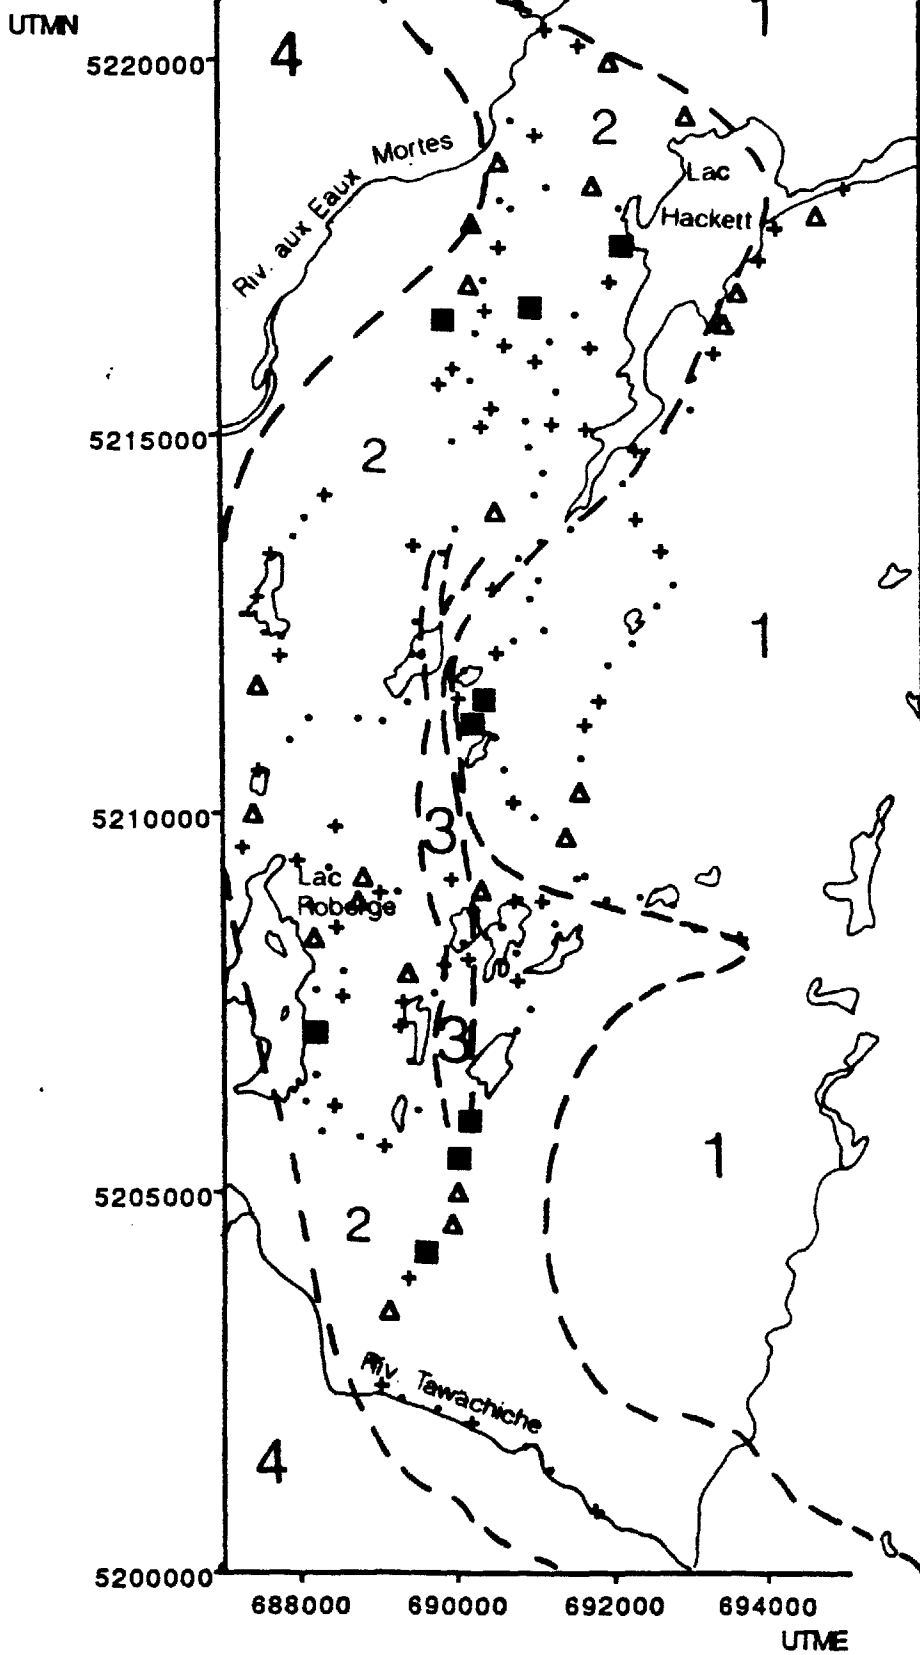 UTMN
1
4
5220000
2
Riv. aux Eaux Mortes
Lac
Hackett
5215000
2
1
5210000
3
Lac
Roberge
3
1
5205000
2
Riv. Tawachiche
4
5200000
688000 690000 692000 694000
UTME